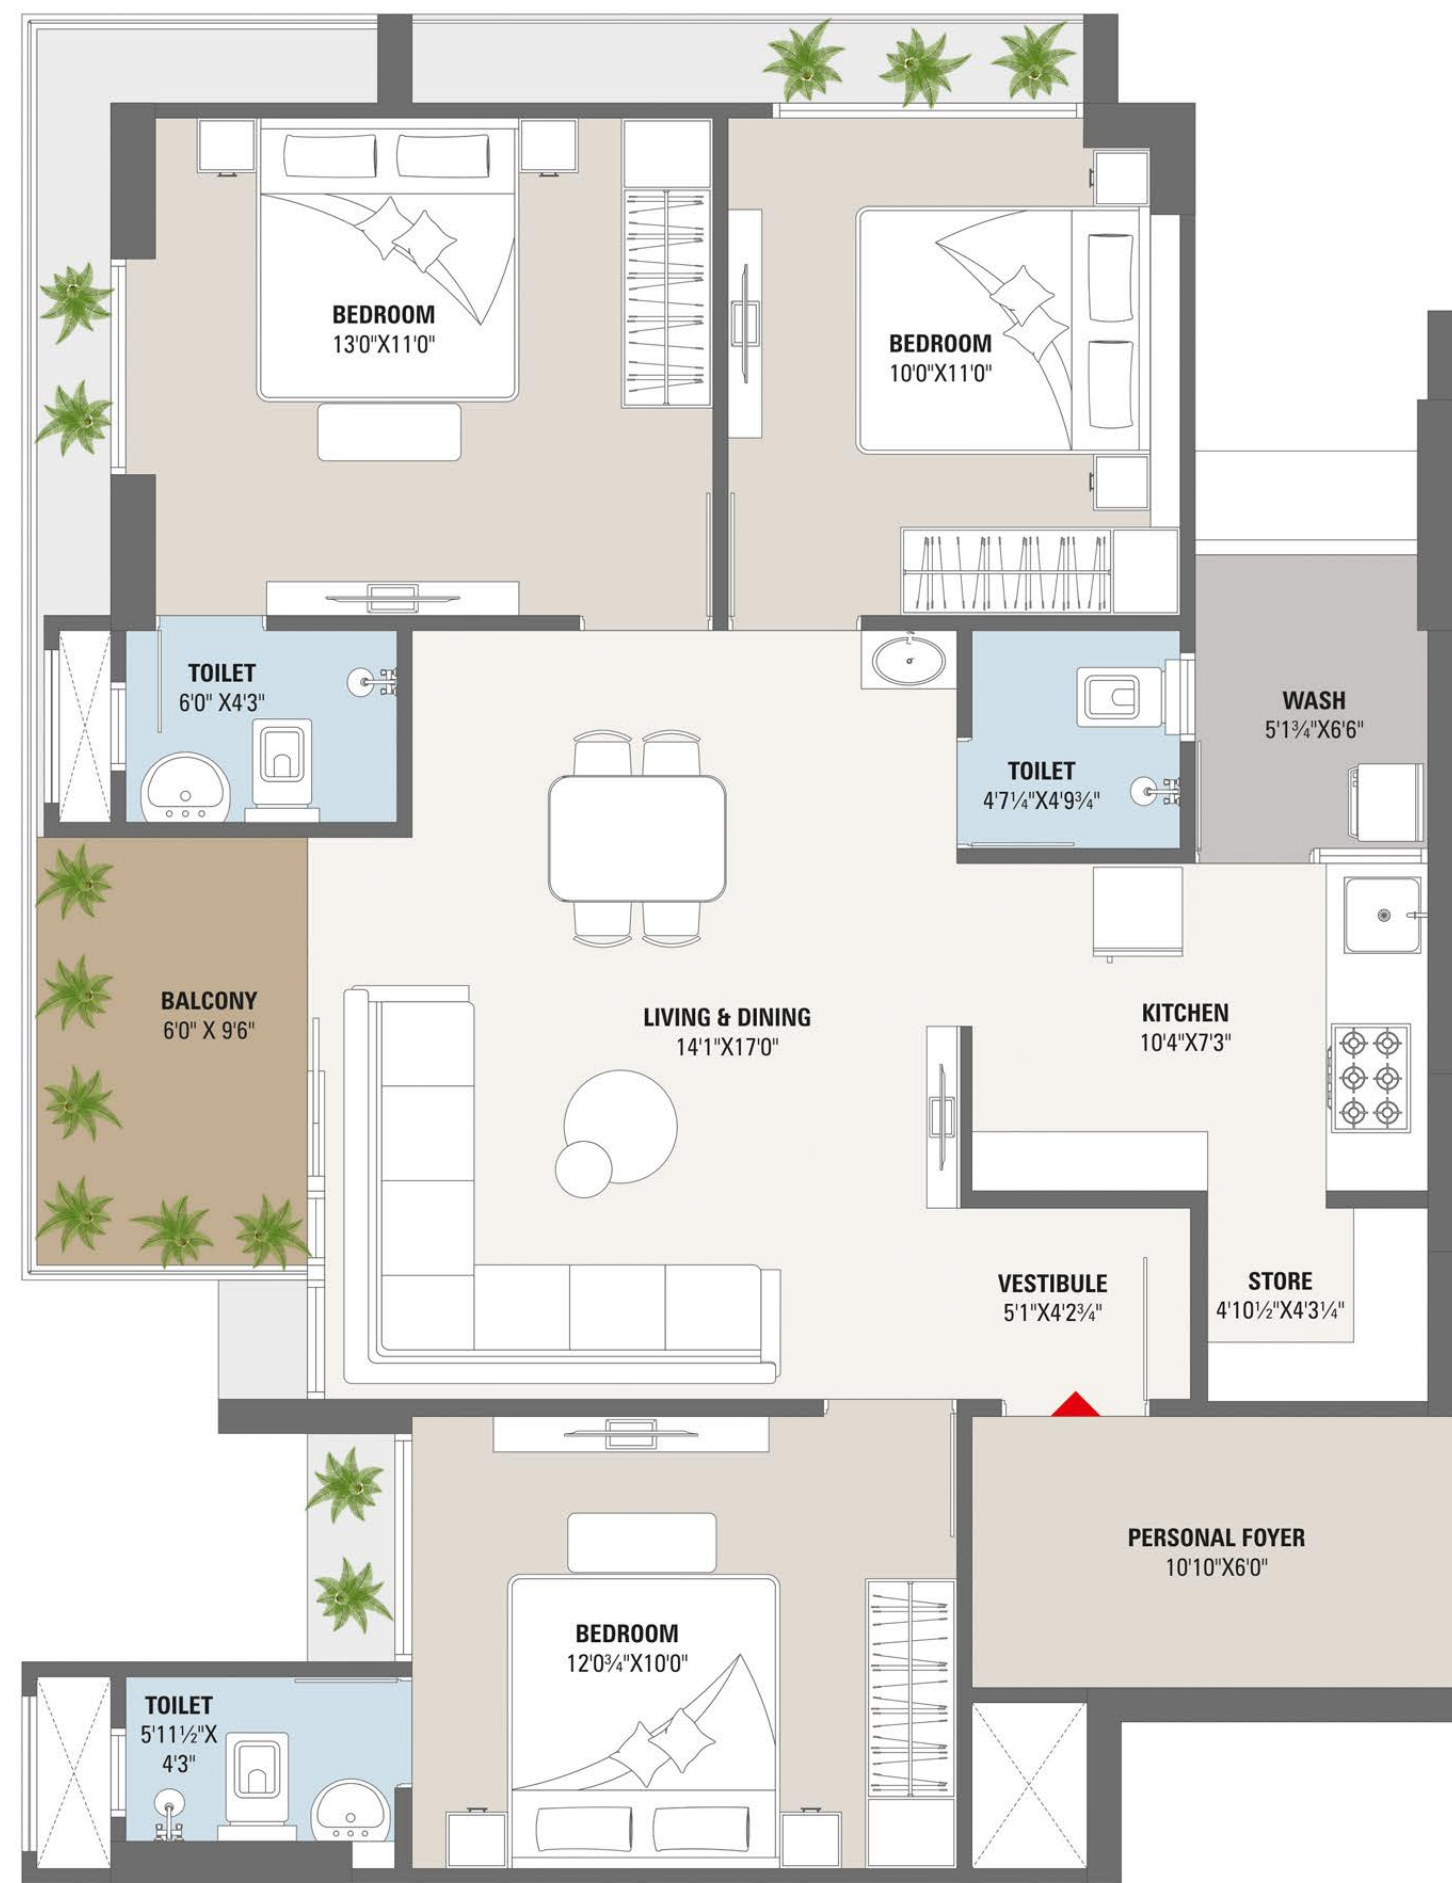 BEDROOM
13'0"X11'0"
BEDROOM
10'0"X11'0"
TOILET
6'0" X4'3"
WASH
5'1¾"X6'6"
TOILET
4'7¼"X4'9¾"
BALCONY
6'0" X 9'6"
LIVING & DINING
14'1"X17'0"
KITCHEN
10'4"X7'3"
VESTIBULE
5'1"X4'2¾"
STORE
4'10½"X4'3¼"
PERSONAL FOYER
10'10"X6'0"
BEDROOM
12'0¾"X10'0"
TOILET
5'11½"X
4'3"